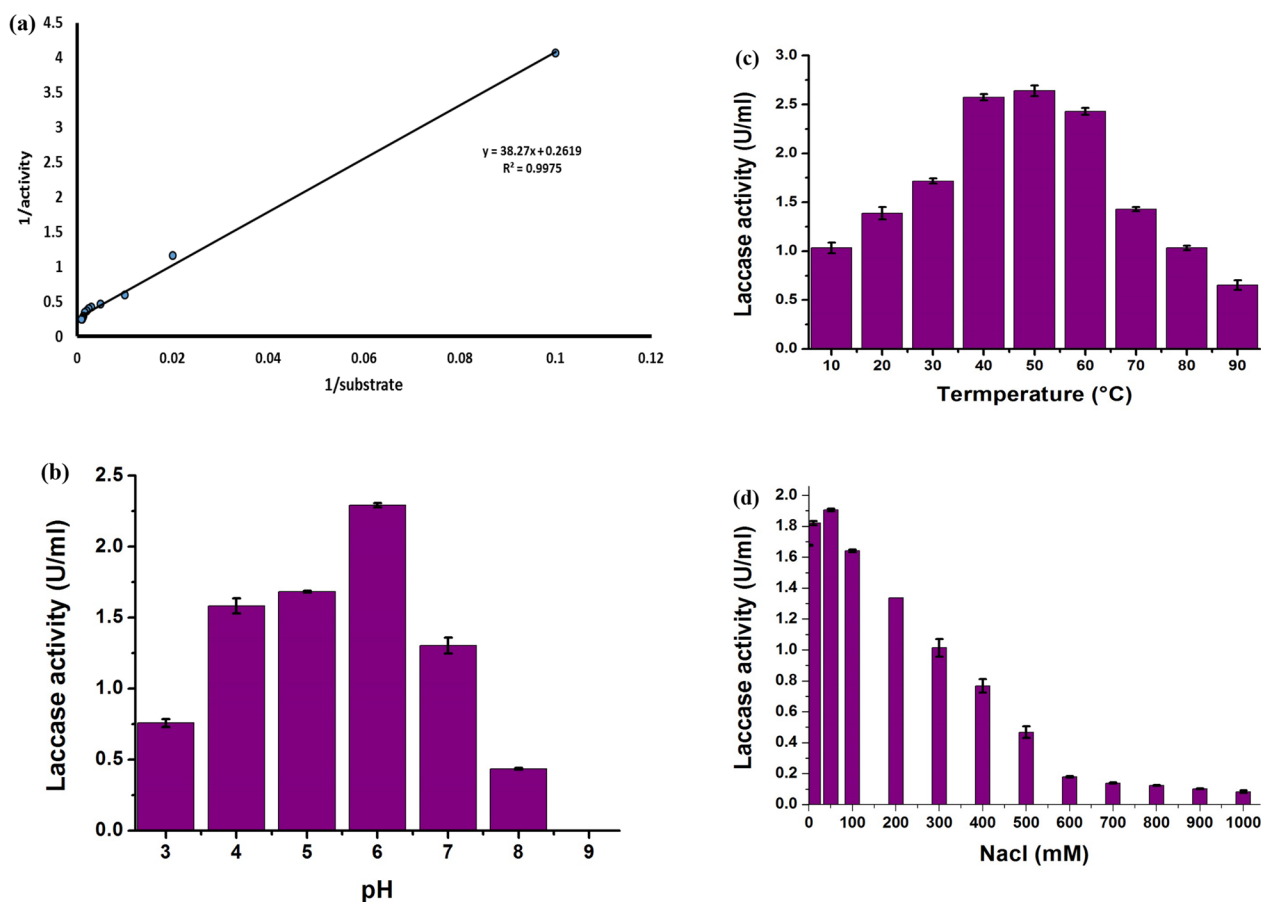 (a)
4.5
4
3.5
3
2.5
2
1.5
1
0.5
0
1/activity
y = 38.27x + 0.2619
R² = 0.9975
0 0.02 0.04 0.06 0.08 0.1 0.12
1/substrate
(c)
3.0
2.5
2.0
1.5
1.0
0.5
0.0
Laccase activity (U/ml)
10 20 30 40 50 60 70 80 90
Termperature (°C)
(b)
2.5
2.0
1.5
1.0
0.5
0.0
Laccase activity (U/ml)
3 4 5 6 7 8 9
pH
(d)
2.0
1.8
1.6
1.4
1.2
1.0
0.8
0.6
0.4
0.2
0.0
Laccase activity (U/ml)
0 100 200 300 400 500 600 700 800 900 1000
Nacl (mM)